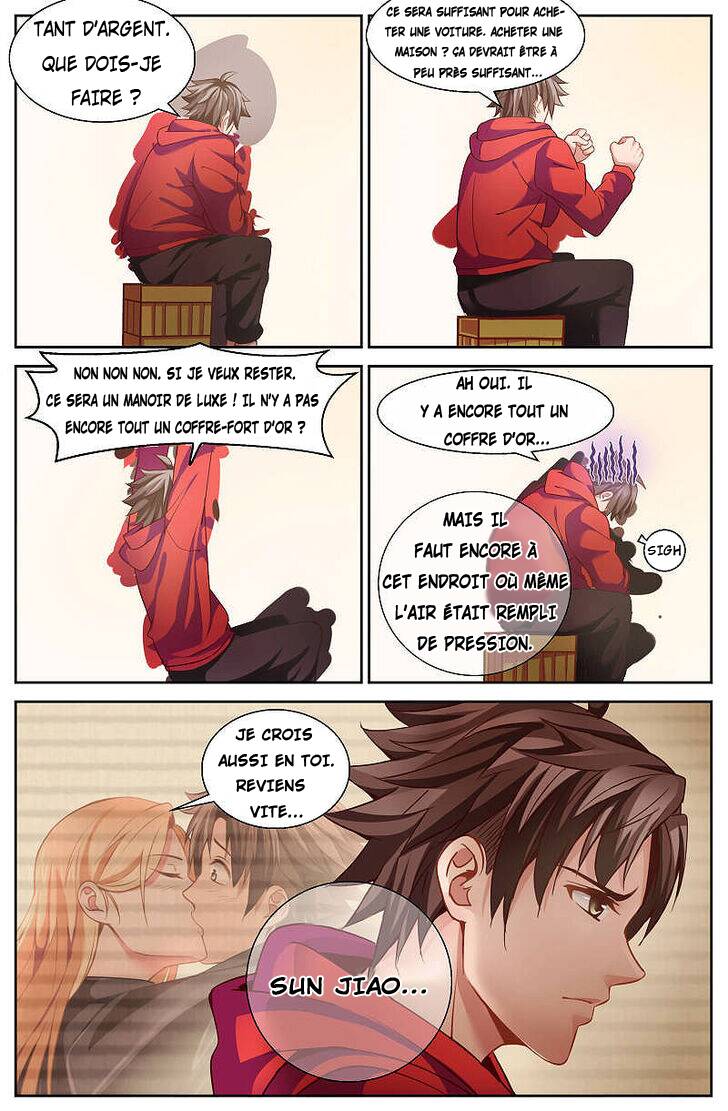 TANT D'ARGENT.
QUE DOIS-JE
FAIRE ?
CE SERA SUFFISANT POUR ACHE-
TER UNE VOITURE. ACHETER UNE
MAISON ? GA DEVRAIT ÊTRE À
PEU PRÈS SUFFISANT...
NON NON NON. SI JE VEUX RESTER,
CE SERA UN MANOIR DE LUXE ! IL N'Y A PAS
ENCORE TOUT UN COFFRE-FORT D'OR ?
AH OUI. IL
Y A ENCORE TOUT UN
COFFRE D'OR...
MAIS IL
FAUT ENCORE À
CET ENDROIT OÙ MÊME
L'AIR ÉTAIT REMPLI
DE PRESSION.
SIGH
JE CROIS
AUSSI EN TOI.
REVIENS
VITE...
SUN JIAO...